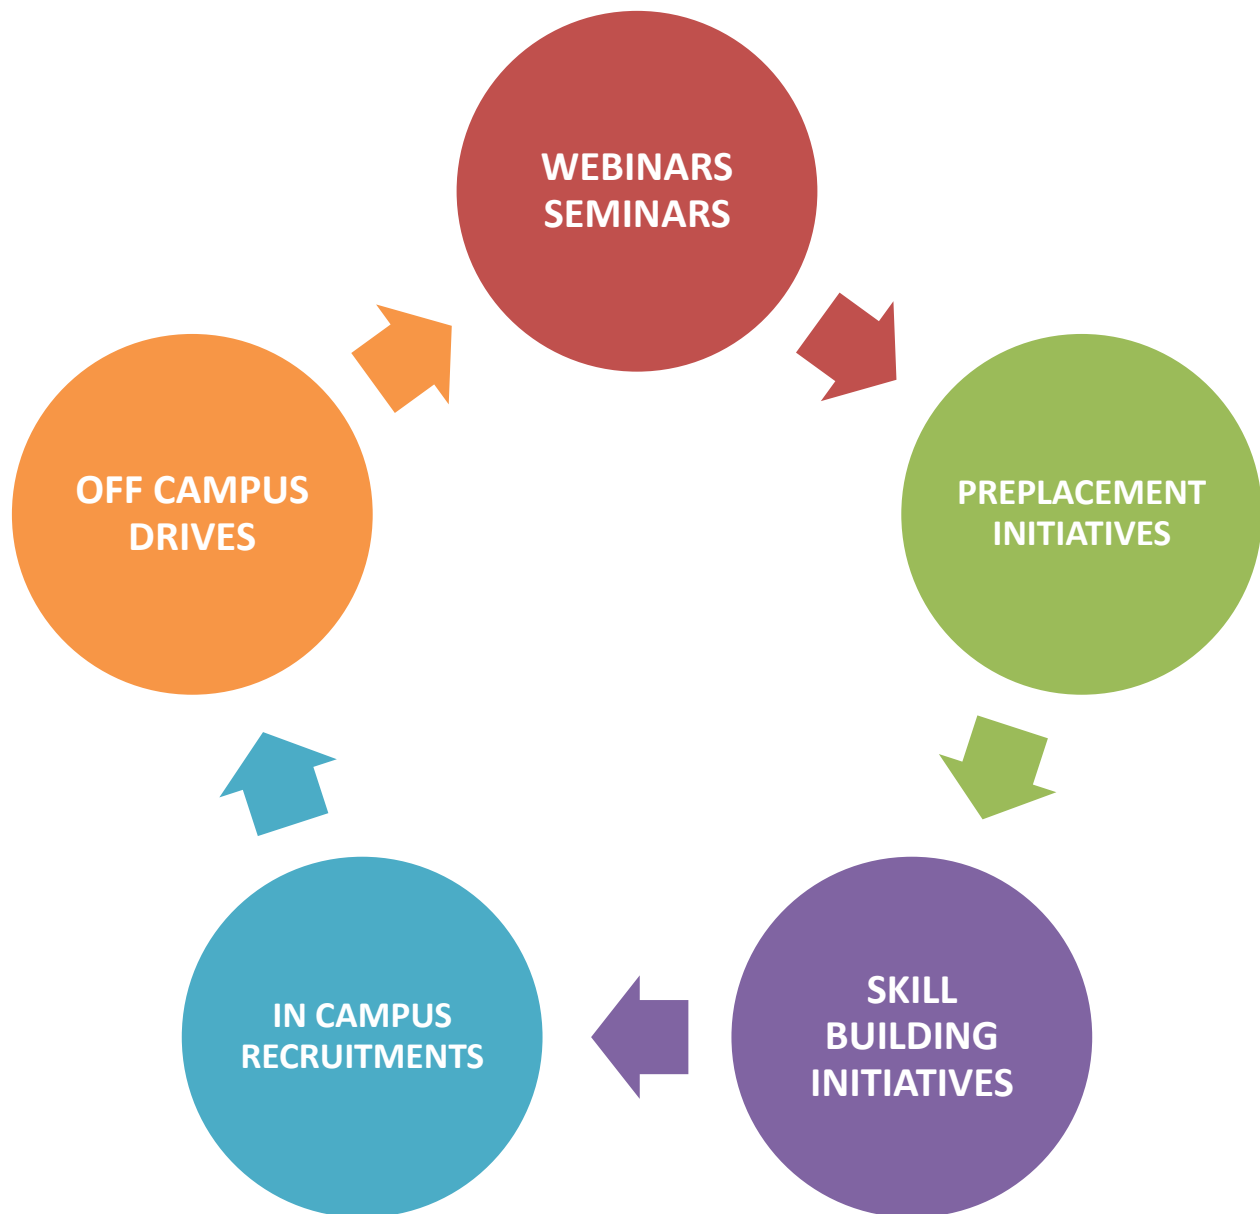 WEBINARS
SEMINARS
PREPLACEMENT
INITIATIVES
SKILL
BUILDING
INITIATIVES
IN CAMPUS
RECRUITMENTS
OFF CAMPUS
DRIVES